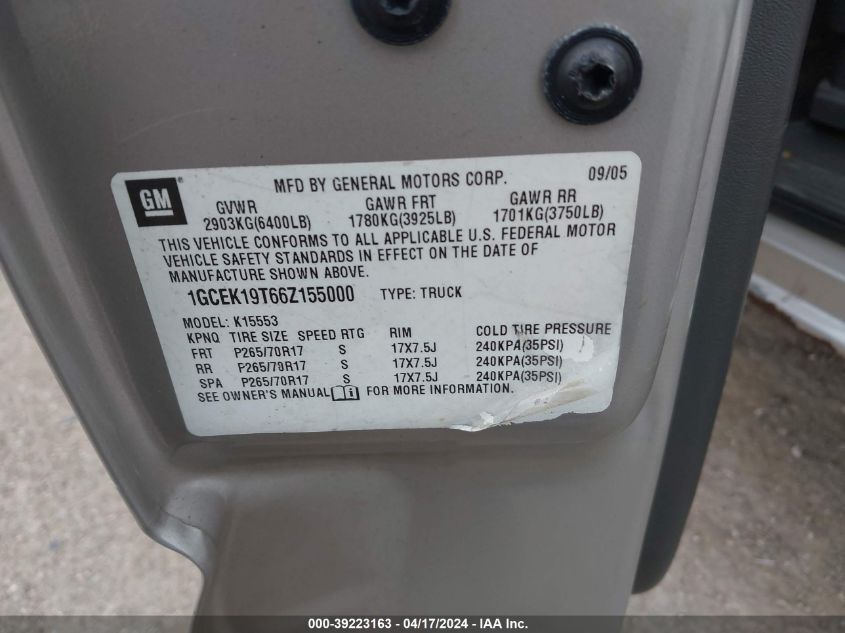 GM
MFD BY GENERAL MOTORS CORP. 09/05
GVWR GAWR FRT GAWR RR
2903KG(6400LB) 1780KG(3925LB) 1701KG(3750LB)
THIS VEHICLE CONFORMS TO ALL APPLICABLE U.S. FEDERAL MOTOR
VEHICLE SAFETY STANDARDS IN EFFECT ON THE DATE OF
MANUFACTURE SHOWN ABOVE.
1GCEK19T66Z155000 TYPE: TRUCK
MODEL: K15553
KPNQ TIRE SIZE SPEED RTG RIM COLD TIRE PRESSURE
FRT P265/70R17 S 17X7.5J 240KPA(35PSI)
RR P265/70R17 S 17X7.5J 240KPA(35PSI)
SPA P265/70R17 S 17X7.5J 240KPA(35PSI)
SEE OWNER'S MANUAL FOR MORE INFORMATION.
000-39223163 - 04/17/2024 - IAA Inc.